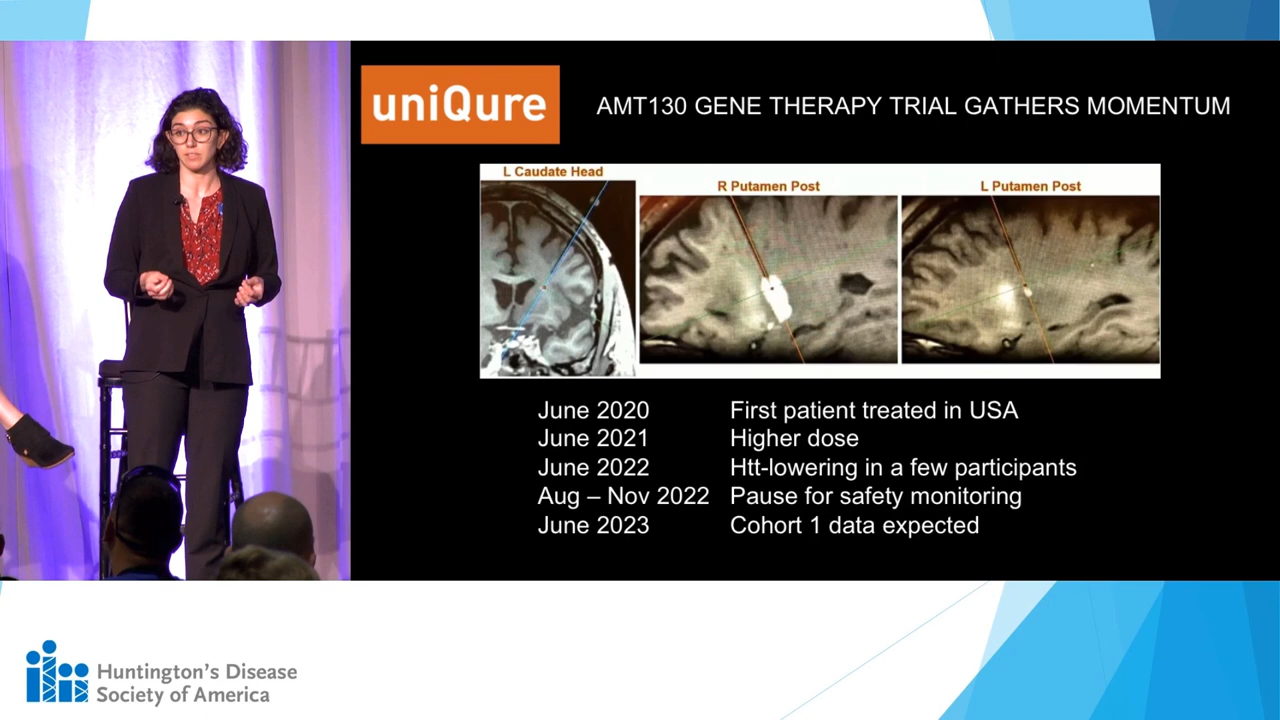 uniQure
AMT130 GENE THERAPY TRIAL GATHERS MOMENTUM
L Caudate Head
R Putamen Post
L Putamen Post
June 2020 First patient treated in USA
June 2021 Higher dose
June 2022 Htt-lowering in a few participants
Aug – Nov 2022 Pause for safety monitoring
June 2023 Cohort 1 data expected
Huntington's Disease
Society of America